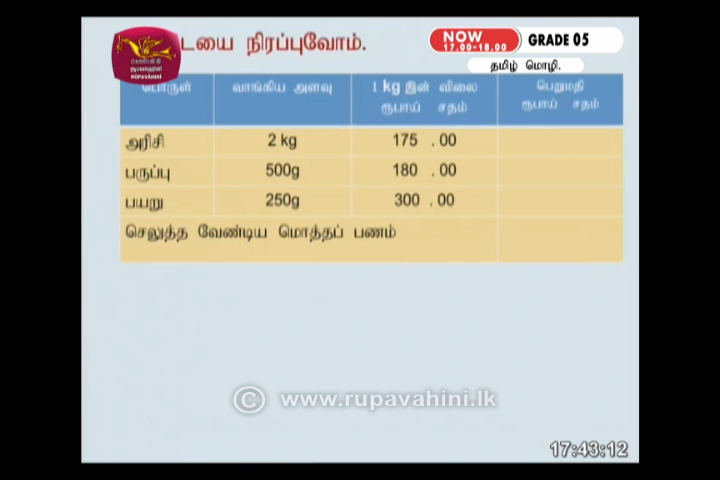 டயை நிரப்புவோம்.
NOW
17.00-18.00
GRADE 05
தமிழ் மொழி.
RUPAVAHINI
பொருள் வாங்கிய அளவு 1 kg இன் விலை பெறுமதி
ரூபாய் சதம் ரூபாய் சதம்
அரிசி 2 kg 175 . 00
பருப்பு 500g 180 . 00
பயறு 250g 300 . 00
செலுத்த வேண்டிய மொத்தப் பணம்
© www.rupavahini.lk
17:43:12